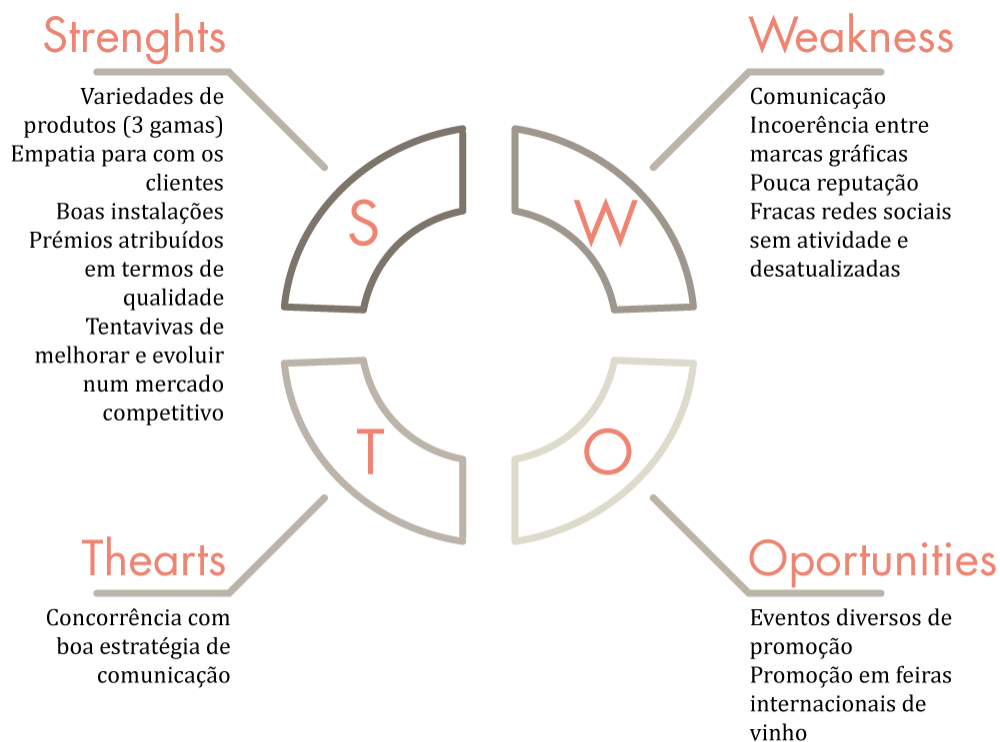 Strenghts
Variedades de
produtos (3 gamas)
Empatia para com os
clientes
Boas instalações
Prémios atribuídos
em termos de
qualidade
Tentavivas de
melhorar e evoluir
num mercado
competitivo
Weakness
Comunicação
Incoerência entre
marcas gráficas
Pouca reputação
Fracas redes sociais
sem atividade e
desatualizadas
S
W
T
O
Thearts
Concorrência com
boa estratégia de
comunicação
Oportunities
Eventos diversos de
promoção
Promoção em feiras
internacionais de
vinho